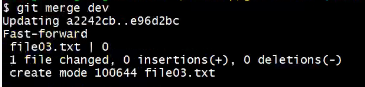 $ git merge dev
Updating a2242cb..e96d2bc
Fast-forward
 file03.txt | 0
 1 file changed, 0 insertions(+), 0 deletions(-)
 create mode 100644 file03.txt